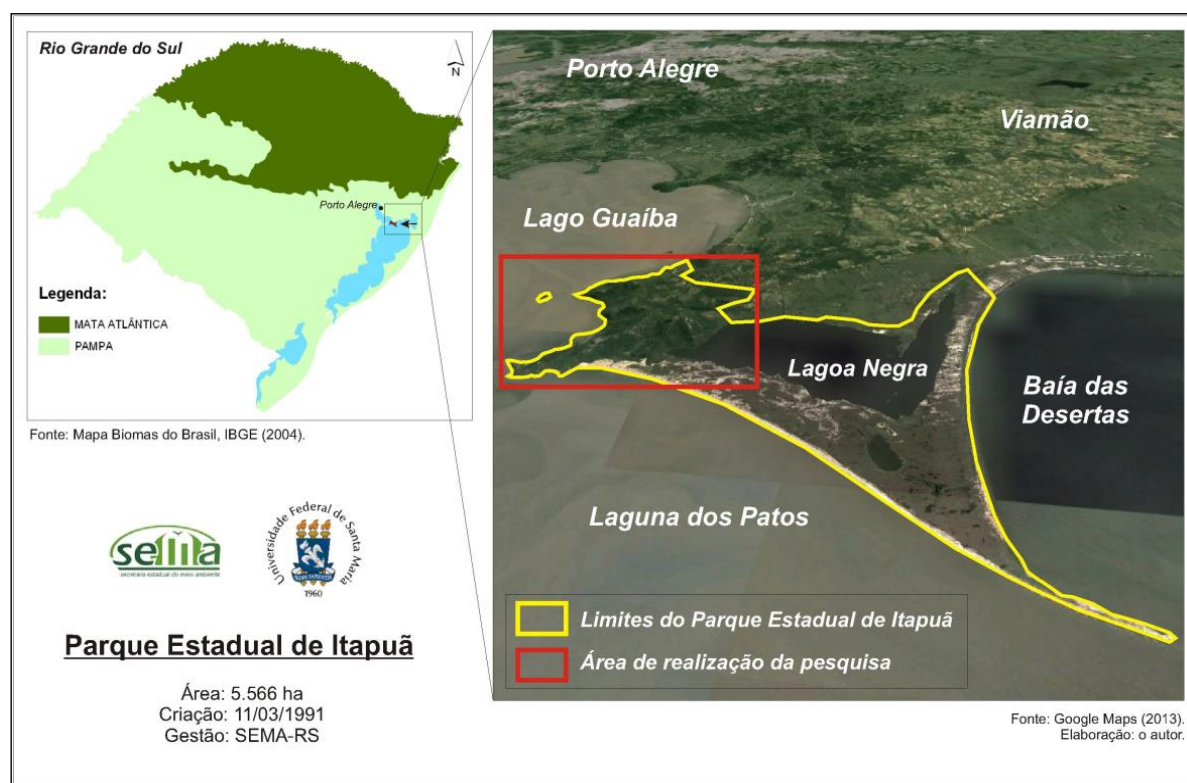 Rio Grande do Sul
N
Porto Alegre
Legenda:
MATA ATLÂNTICA
PAMPA
Fonte: Mapa Biomas do Brasil, IBGE (2004).
sema
secretaria estadual do meio ambiente
Universidade Federal de Santa Maria
SEDES SAPIENTIAE
1960
Parque Estadual de Itapuã
Área: 5.566 ha
Criação: 11/03/1991
Gestão: SEMA-RS
Porto Alegre
Viamão
Lago Guaíba
Lagoa Negra
Baía das
Desertas
Laguna dos Patos
Limites do Parque Estadual de Itapuã
Área de realização da pesquisa
Fonte: Google Maps (2013).
Elaboração: o autor.